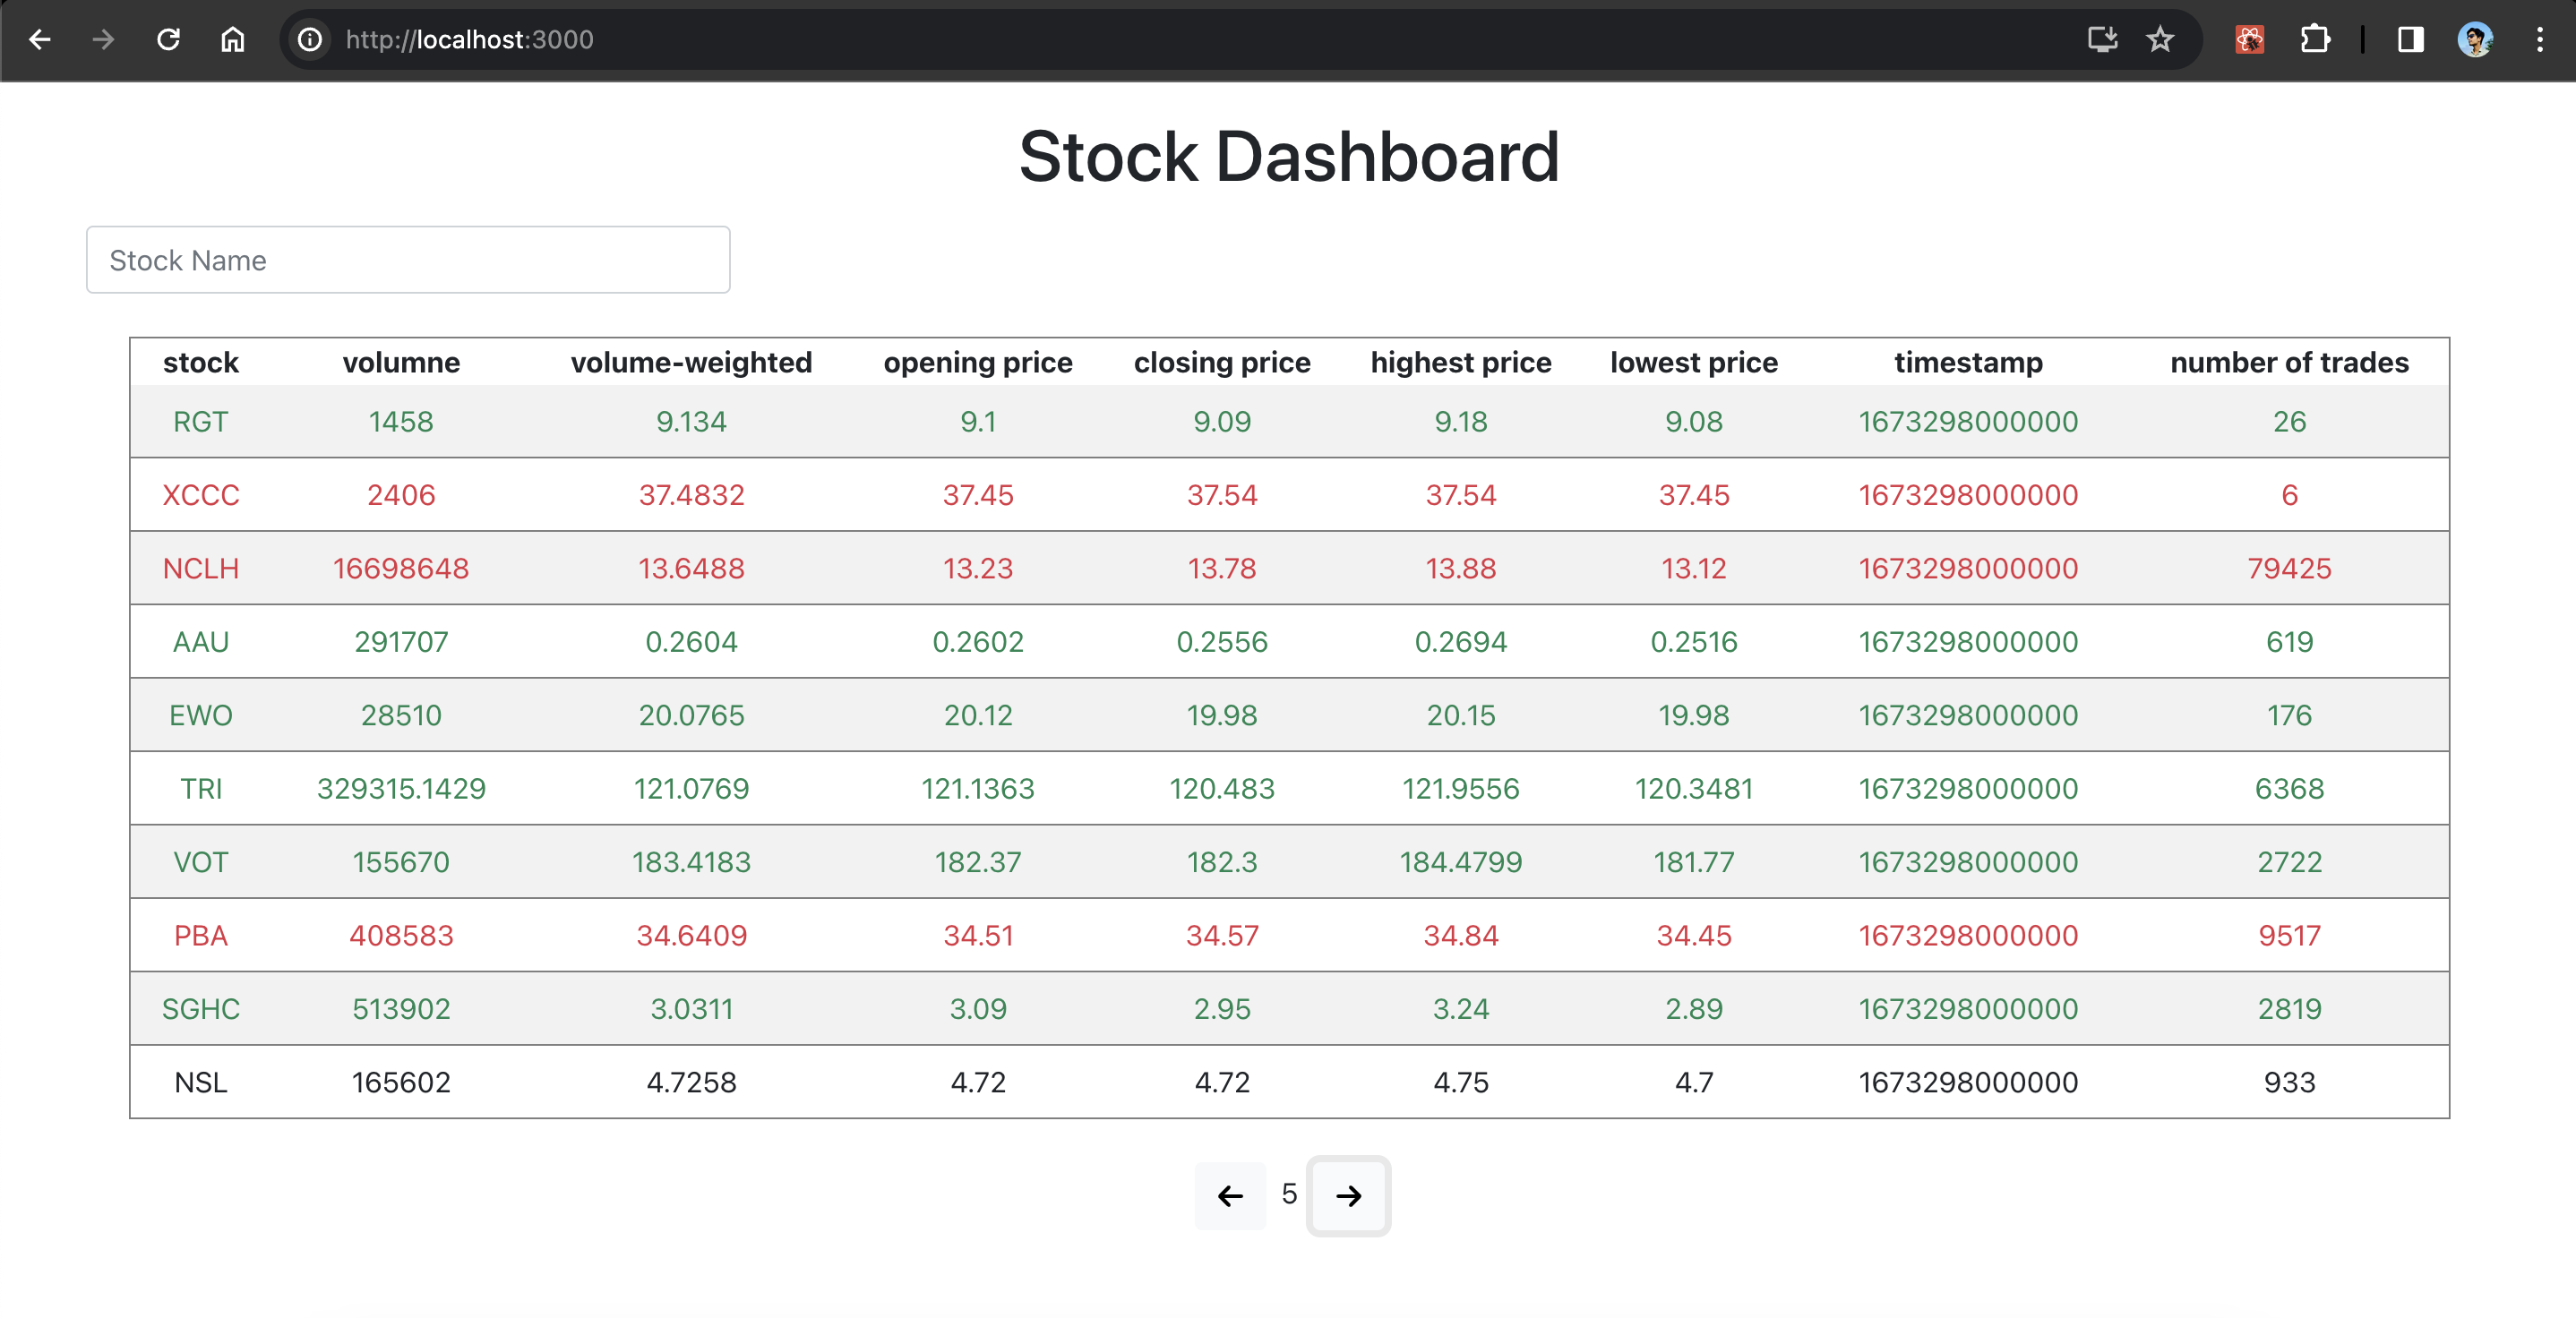 http://localhost:3000
Stock Dashboard
Stock Name
stock volumne volume-weighted opening price closing price highest price lowest price timestamp number of trades
RGT 1458 9.134 9.1 9.09 9.18 9.08 1673298000000 26
XCCC 2406 37.4832 37.45 37.54 37.54 37.45 1673298000000 6
NCLH 16698648 13.6488 13.23 13.78 13.88 13.12 1673298000000 79425
AAU 291707 0.2604 0.2602 0.2556 0.2694 0.2516 1673298000000 619
EWO 28510 20.0765 20.12 19.98 20.15 19.98 1673298000000 176
TRI 329315.1429 121.0769 121.1363 120.483 121.9556 120.3481 1673298000000 6368
VOT 155670 183.4183 182.37 182.3 184.4799 181.77 1673298000000 2722
PBA 408583 34.6409 34.51 34.57 34.84 34.45 1673298000000 9517
SGHC 513902 3.0311 3.09 2.95 3.24 2.89 1673298000000 2819
NSL 165602 4.7258 4.72 4.72 4.75 4.7 1673298000000 933
5